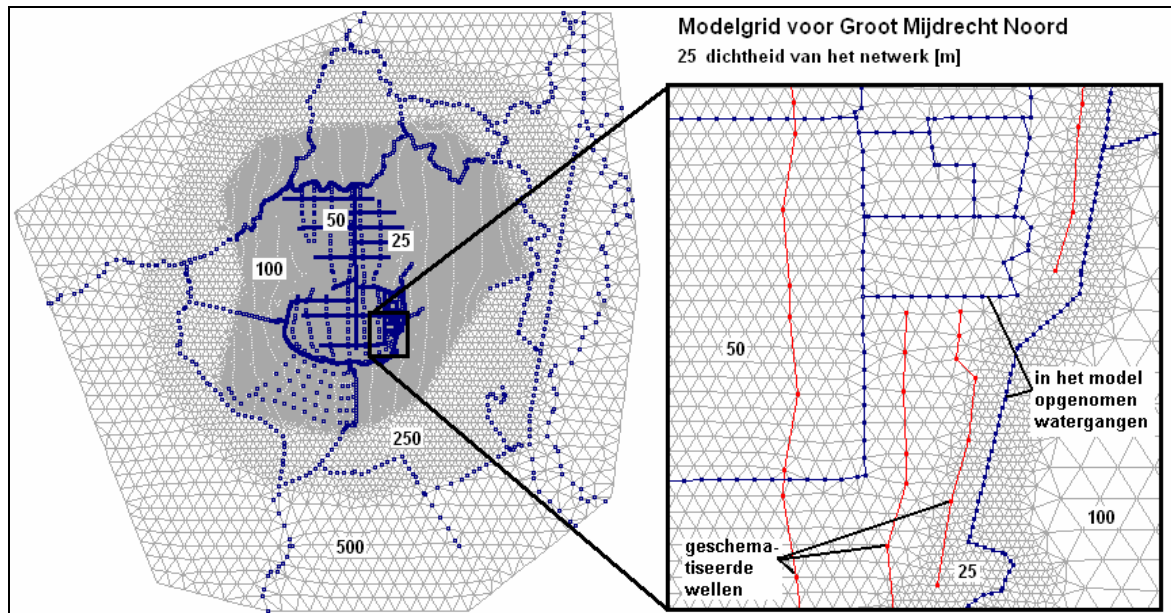 Modelgrid voor Groot Mijdrecht Noord
25 dichtheid van het netwerk [m]
50
25
100
250
500
50
in het model
opgenomen
watergangen
100
geschema-
tiseerde
wellen
25